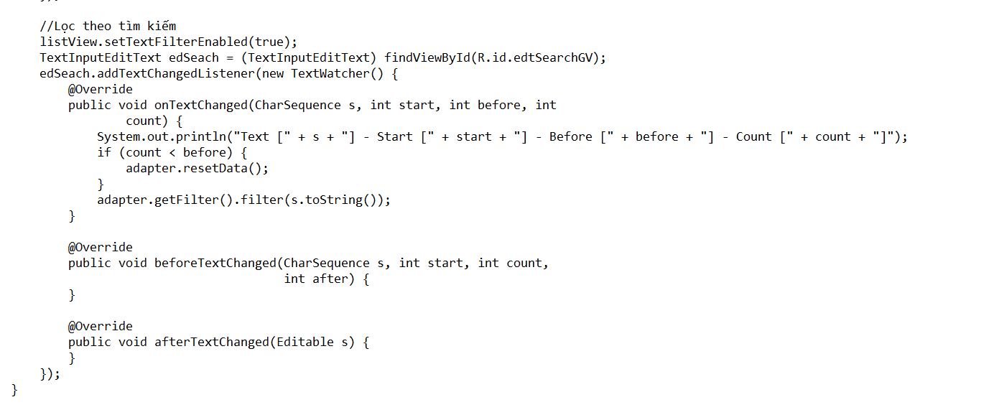 //Lọc theo tìm kiếm
listView.setTextFilterEnabled(true);
TextInputEditText edSeach = (TextInputEditText) findViewById(R.id.edtSearchGV);
edSeach.addTextChangedListener(new TextWatcher() {
@Override
public void onTextChanged(CharSequence s, int start, int before, int
count) {
System.out.println("Text [" + s + "] - Start [" + start + "] - Before [" + before + "] - Count [" + count + "]");
if (count < before) {
adapter.resetData();
}
adapter.getFilter().filter(s.toString());
}
@Override
public void beforeTextChanged(CharSequence s, int start, int count,
int after) {
}
@Override
public void afterTextChanged(Editable s) {
}
});
}